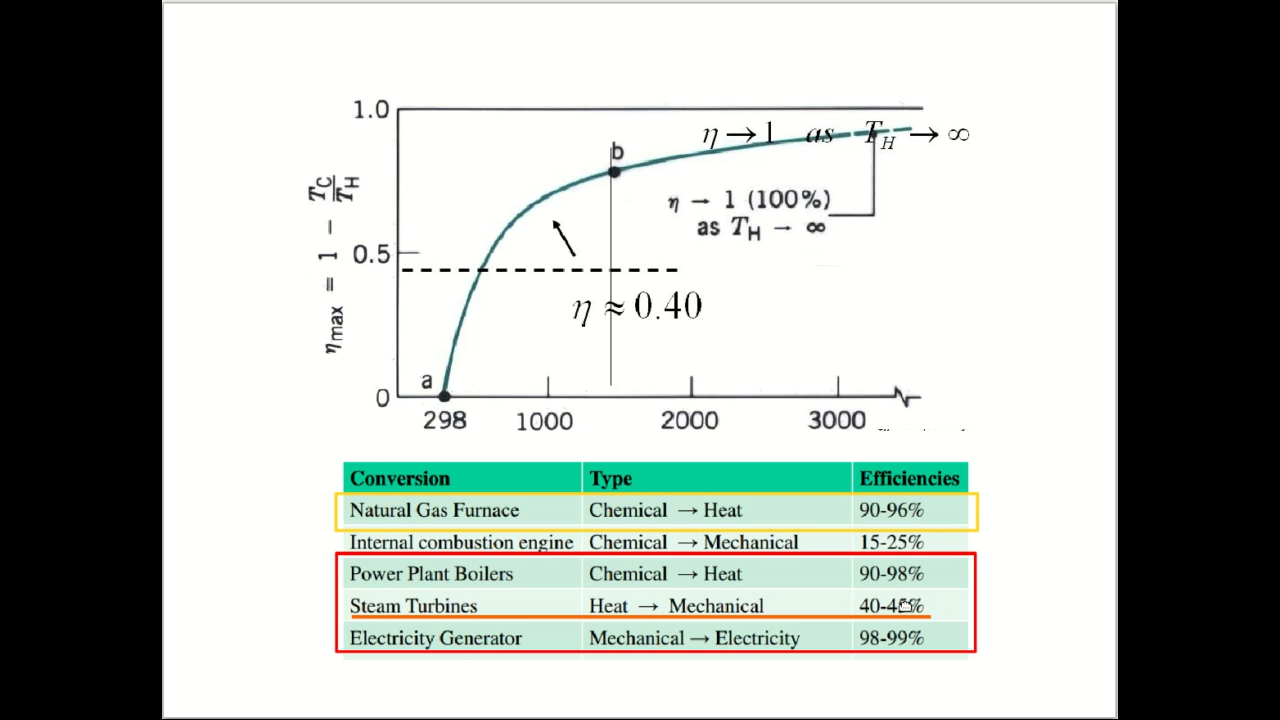 1.0
η → 1 as T_H → ∞
b
η_max = 1 − T_C/T_H
η → 1 (100%)
as T_H → ∞
0.5
η ≈ 0.40
a
0
298 1000 2000 3000
Conversion Type Efficiencies
Natural Gas Furnace Chemical → Heat 90-96%
Internal combustion engine Chemical → Mechanical 15-25%
Power Plant Boilers Chemical → Heat 90-98%
Steam Turbines Heat → Mechanical
Electricity Generator Mechanical → Electricity 98-99%